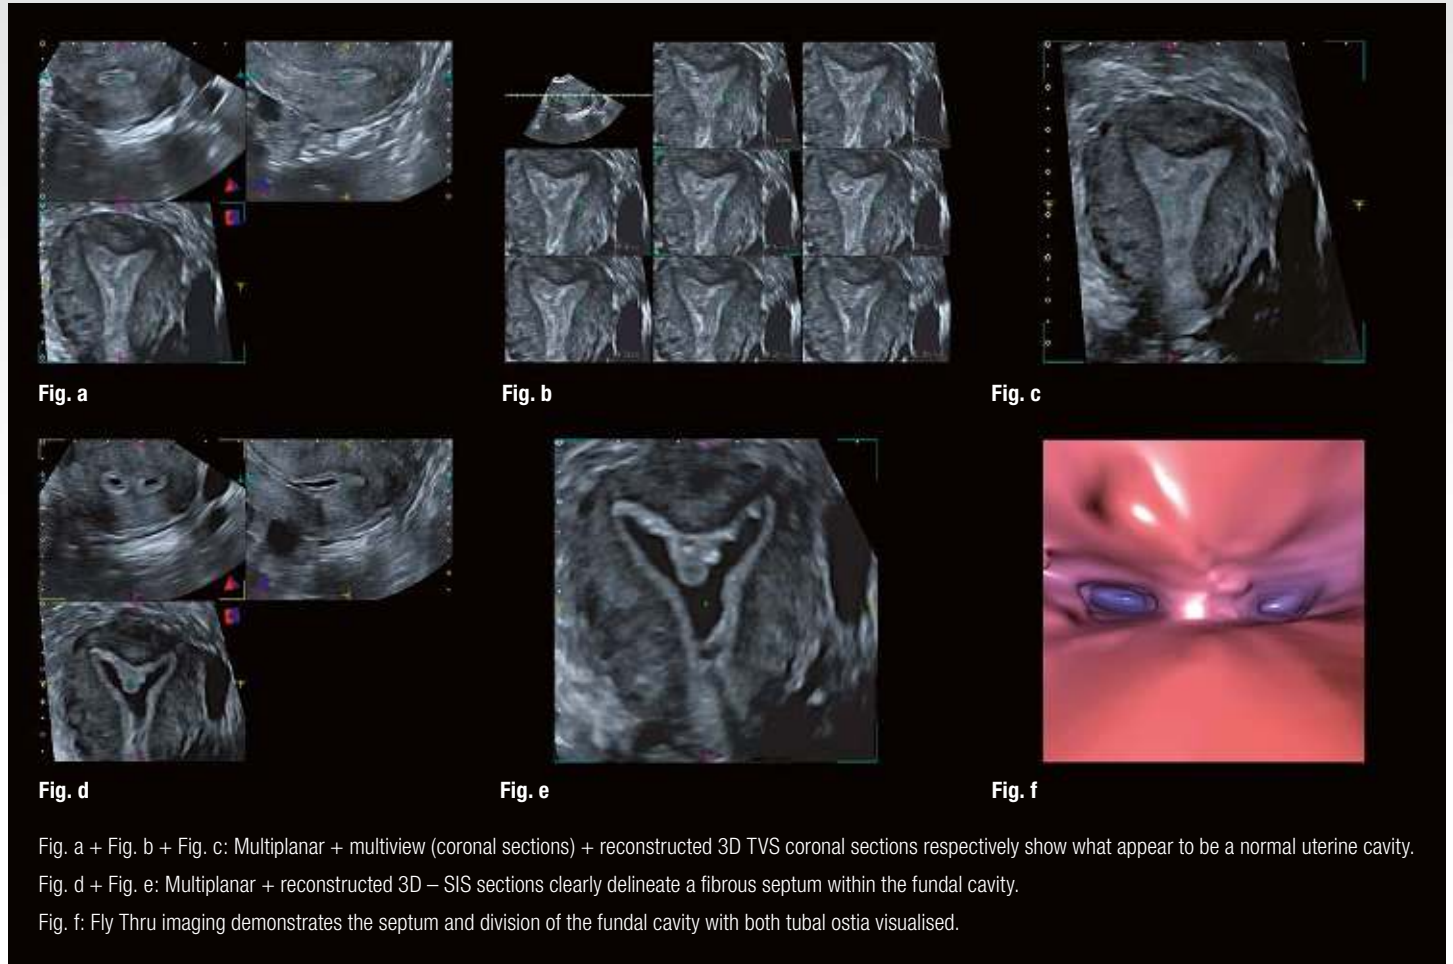 Fig. a
Fig. b
Fig. c
Fig. d
Fig. e
Fig. f
Fig. a + Fig. b + Fig. c: Multiplanar + multiview (coronal sections) + reconstructed 3D TVS coronal sections respectively show what appear to be a normal uterine cavity.
Fig. d + Fig. e: Multiplanar + reconstructed 3D – SIS sections clearly delineate a fibrous septum within the fundal cavity.
Fig. f: Fly Thru imaging demonstrates the septum and division of the fundal cavity with both tubal ostia visualised.